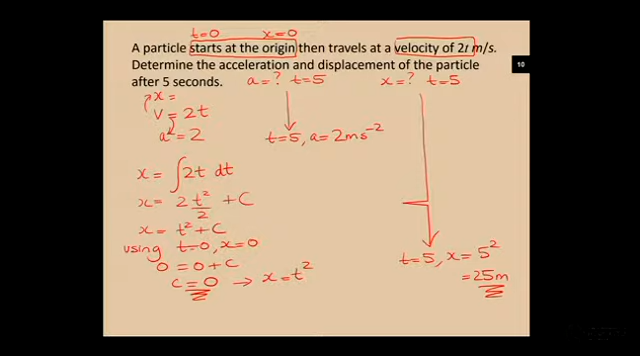 t=0 x=0
A particle starts at the origin then travels at a velocity of 2t m/s.
Determine the acceleration and displacement of the particle
after 5 seconds. a=? t=5 x=? t=5
10
x=
v = 2t
a = 2
t=5, a= 2ms⁻²
x = ∫2t dt
x= 2t²/2 + C
x= t² + C
using t=0, x=0
0 = 0 + C
C = 0 → x=t²
t=5, x= 5²
= 25m